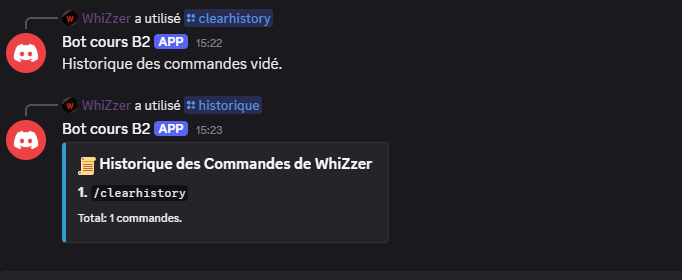 WhiZzer a utilisé clearhistory
Bot cours B2 APP 15:22
Historique des commandes vidé.
WhiZzer a utilisé historique
Bot cours B2 APP 15:23
📜 Historique des Commandes de WhiZzer
1. /clearhistory
Total: 1 commandes.